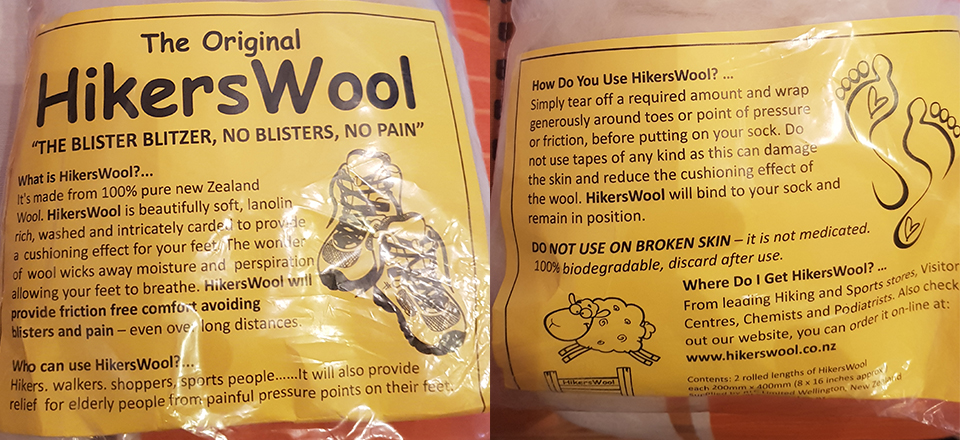 The Original
HikersWool
"THE BLISTER BLITZER, NO BLISTERS, NO PAIN"
What is HikersWool?...
It's made from 100% pure new Zealand
Wool. HikersWool is beautifully soft, lanolin
rich, washed and intricately carded to provide
a cushioning effect for your feet. The wonder
of wool wicks away moisture and perspiration
allowing your feet to breathe. HikersWool will
provide friction free comfort avoiding
blisters and pain – even over long distances.
Who can use HikersWool?....
Hikers. walkers. shoppers, sports people......It will also provide
relief for elderly people from painful pressure points on their feet.
How Do You Use HikersWool? ...
Simply tear off a required amount and wrap
generously around toes or point of pressure
or friction, before putting on your sock. Do
not use tapes of any kind as this can damage
the skin and reduce the cushioning effect of
the wool. HikersWool will bind to your sock and
remain in position.
DO NOT USE ON BROKEN SKIN – it is not medicated.
100% biodegradable, discard after use.
Where Do I Get HikersWool? ...
From leading Hiking and Sports stores, Visitor
Centres, Chemists and Podiatrists. Also check
out our website, you can order it on-line at:
www.hikerswool.co.nz
HikersWool
Contents: 2 rolled lengths of HikersWool
each 200mm x 400mm (8 x 16 inches approx)
Limited Wellington, New Zealand